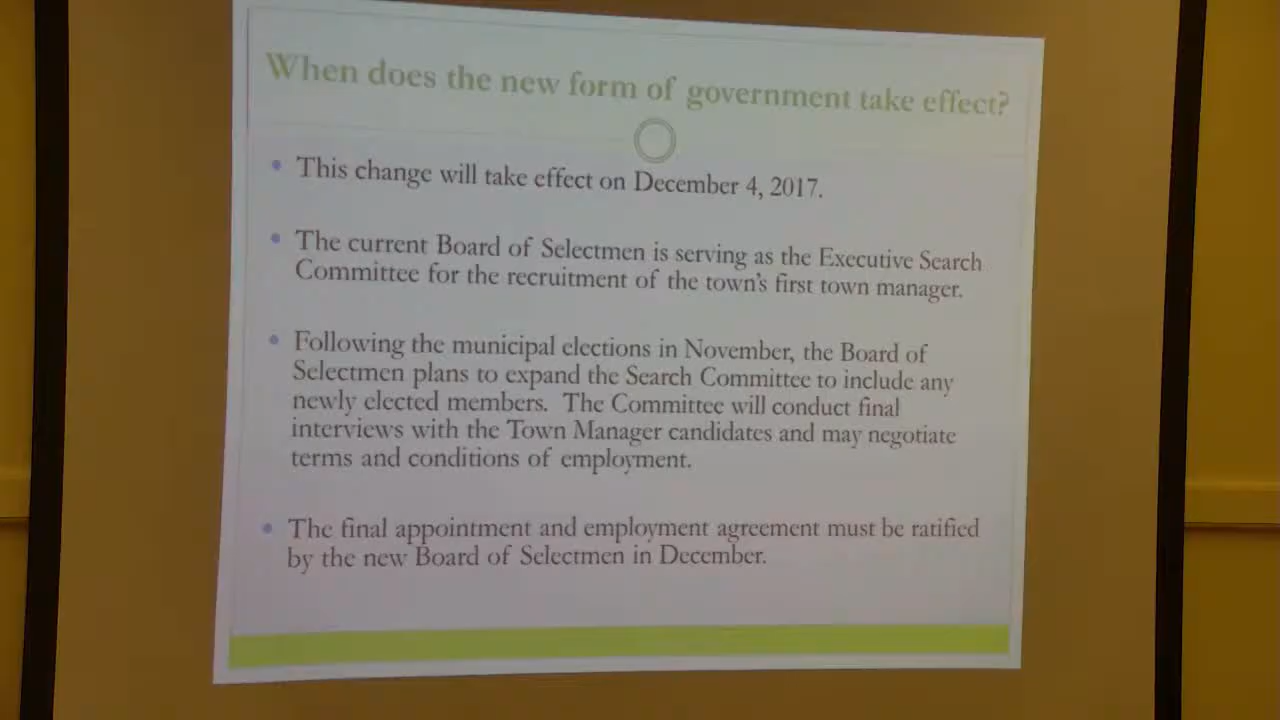 When does the new form of government take effect?
• This change will take effect on December 4, 2017.
• The current Board of Selectmen is serving as the Executive Search
Committee for the recruitment of the town's first town manager.
• Following the municipal elections in November, the Board of
Selectmen plans to expand the Search Committee to include any
newly elected members. The Committee will conduct final
interviews with the Town Manager candidates and may negotiate
terms and conditions of employment.
• The final appointment and employment agreement must be ratified
by the new Board of Selectmen in December.